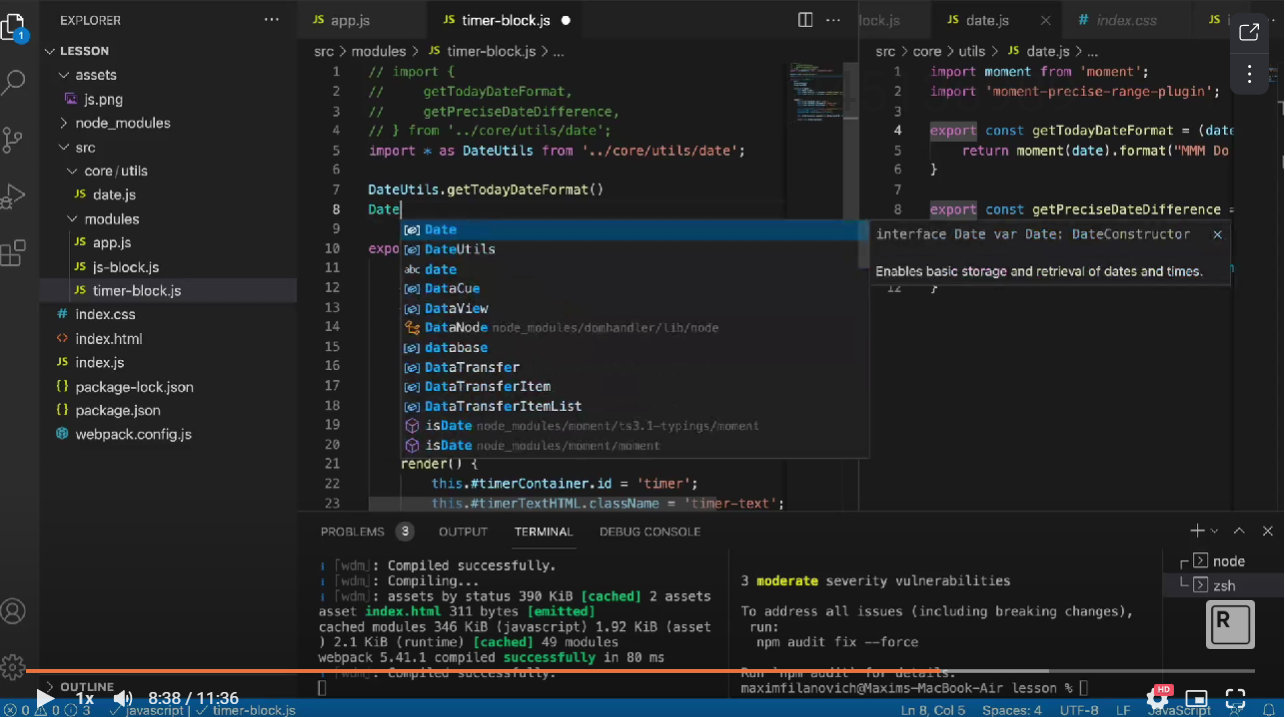 EXPLORER
LESSON
assets
js.png
node_modules
src
core/utils
JS date.js
modules
JS app.js
JS js-block.js
JS timer-block.js
# index.css
<> index.html
JS index.js
{} package-lock.json
{} package.json
webpack.config.js
OUTLINE
1
JS app.js
JS timer-block.js
src > modules > JS timer-block.js > ...
1 // import {
2 // getTodayDateFormat,
3 // getPreciseDateDifference,
4 // } from '../core/utils/date';
5 import * as DateUtils from '../core/utils/date';
6
7 DateUtils.getTodayDateFormat()
8 Date
9
10 expo
11
12
13
14
15
16
17
18
19
20
21 render() {
22 this.#timerContainer.id = 'timer';
23 this.#timerTextHTML.className = 'timer-text';
Date
DateUtils
abc date
DataCue
DataView
DataNode node_modules/domhandler/lib/node
database
DataTransfer
DataTransferItem
DataTransferItemList
isDate node_modules/moment/ts3.1-typings/moment
isDate node_modules/moment/moment
interface Date var Date: DateConstructor
Enables basic storage and retrieval of dates and times.
lock.js
JS date.js
# index.css
JS
src > core > utils > JS date.js > ...
1 import moment from 'moment';
2 import 'moment-precise-range-plugin';
3
4 export const getTodayDateFormat = (date
5 return moment(date).format("MMM Do
6 }
7
8 export const getPreciseDateDifference =
12 }
PROBLEMS 3 OUTPUT TERMINAL DEBUG CONSOLE
i [wdm]: Compiled successfully.
i [wdm]: Compiling...
i [wdm]: assets by status 390 KiB [cached] 2 assets
asset index.html 311 bytes [emitted]
cached modules 346 KiB (javascript) 1.92 KiB (asset
) 2.1 KiB (runtime) [cached] 49 modules
webpack 5.41.1 compiled successfully in 80 ms
i [wdm]: Compiled successfully.
3 moderate severity vulnerabilities
To address all issues (including breaking changes),
run:
npm audit fix --force
Run `npm audit` for details.
maximfilanovich@Maxims-MacBook-Air lesson %
node
zsh
R
1x
8:38 / 11:36
HD
0 0 3 javascript timer-block.js
Ln 8, Col 5 Spaces: 4 UTF-8 LF JavaScript